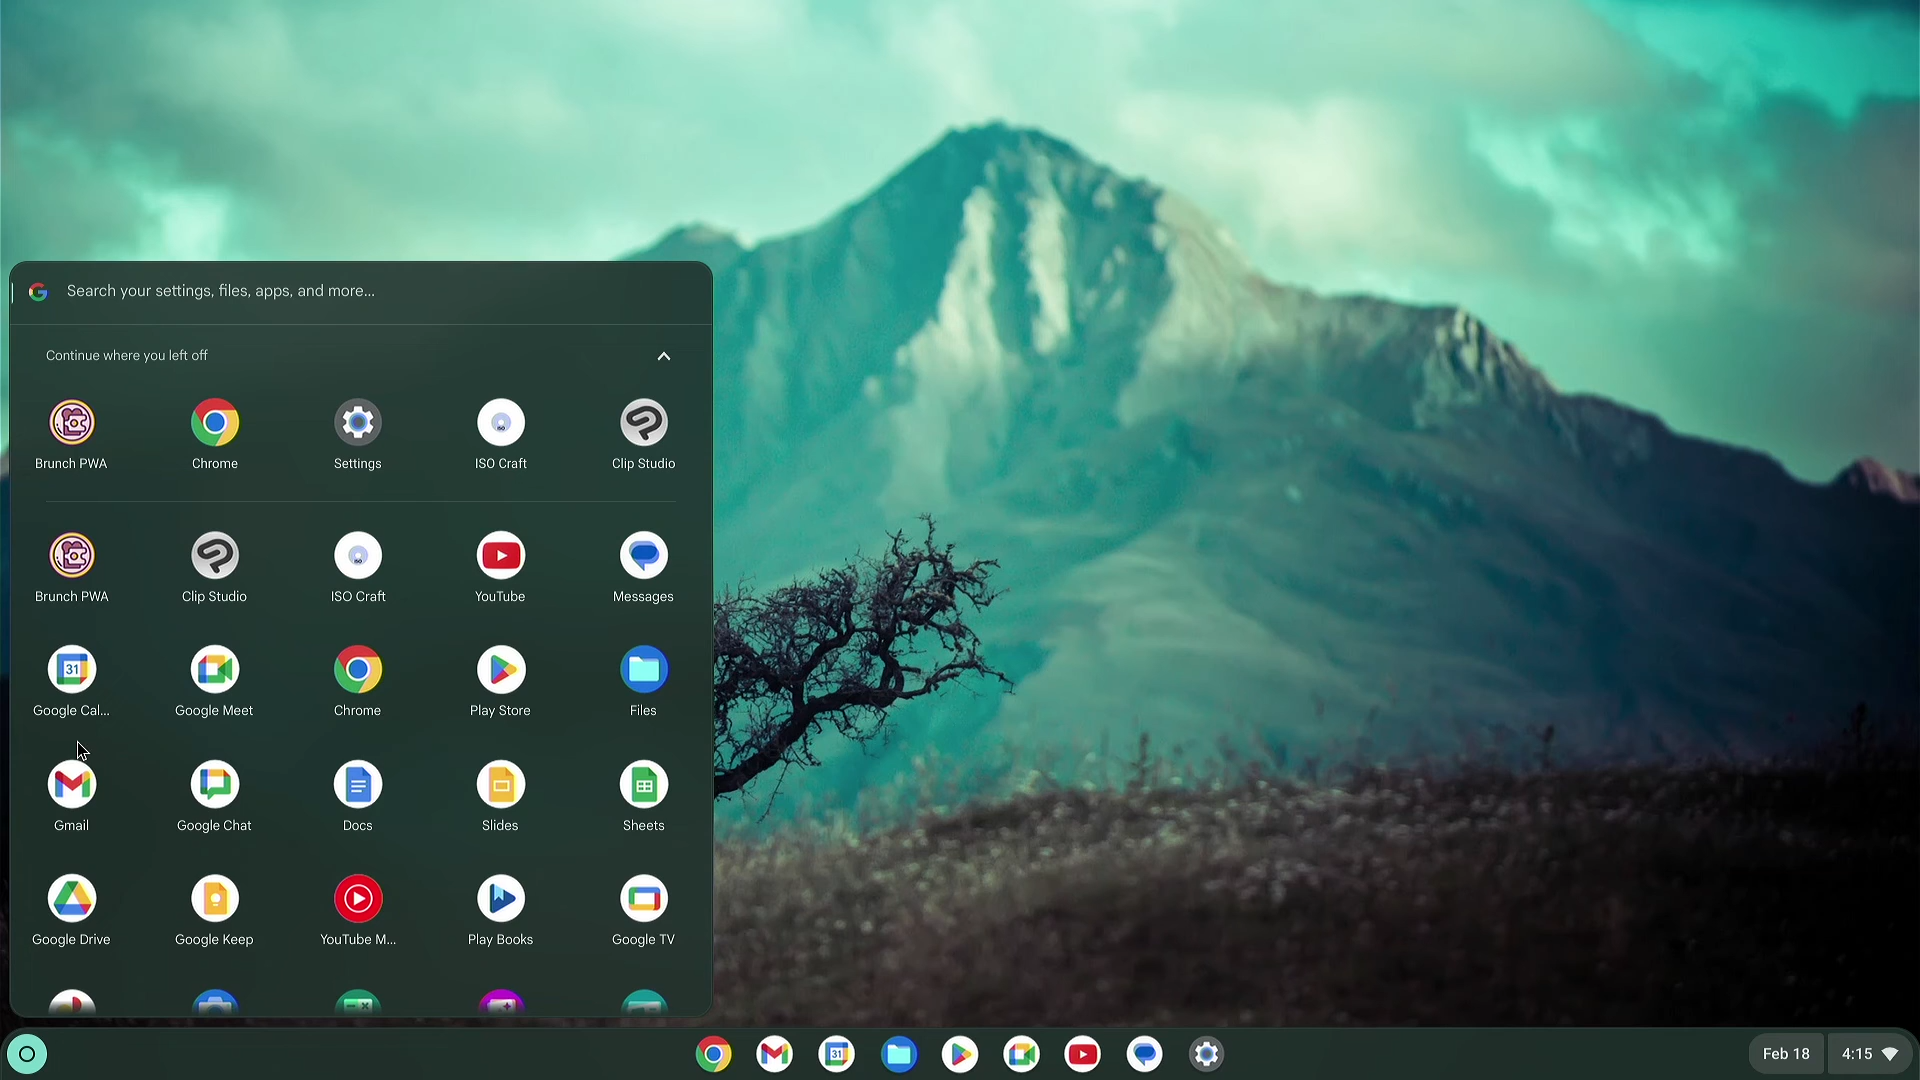 Search your settings, files, apps, and more...
Continue where you left off
Brunch PWA Chrome Settings ISO Craft Clip Studio
Brunch PWA Clip Studio ISO Craft YouTube Messages
31
Google Cal... Google Meet Chrome Play Store Files
Gmail Google Chat Docs Slides Sheets
Google Drive Google Keep YouTube M... Play Books Google TV
31
Feb 18 4:15